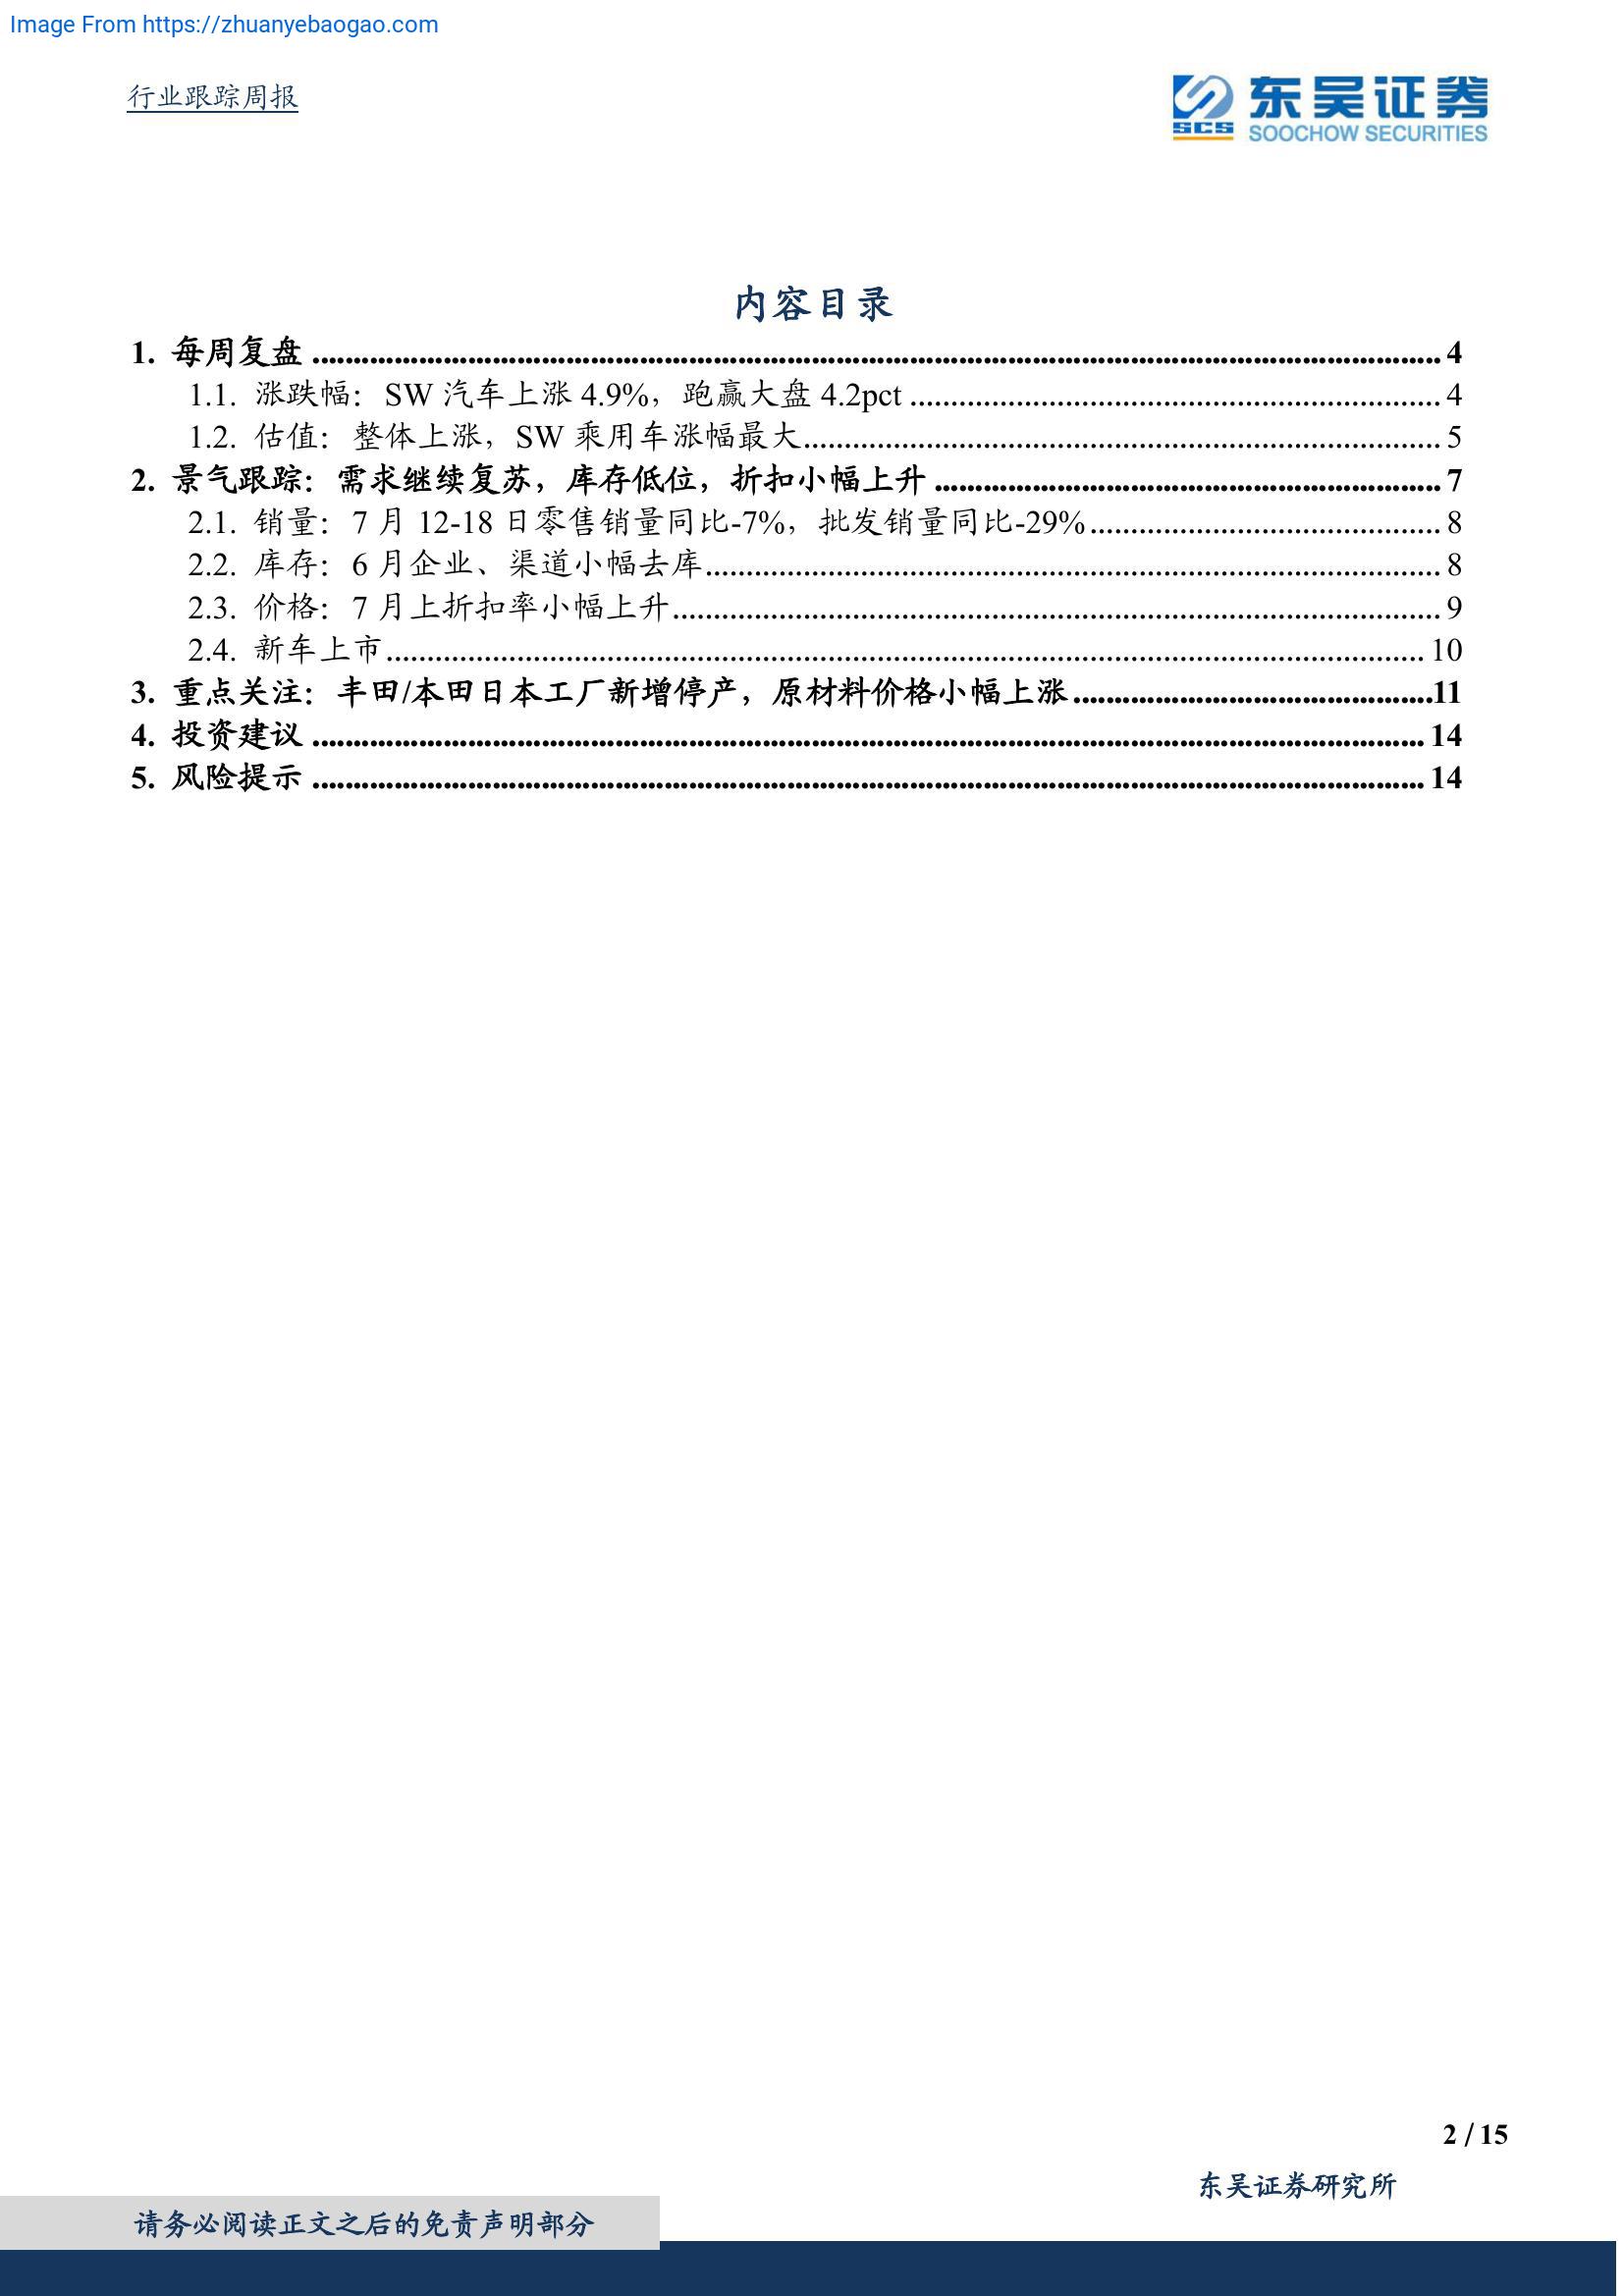 Image From https://zhuanyebaogao.com
行业跟踪周报
东吴证券
SCS
SOOCHOW SECURITIES
内容目录
1. 每周复盘 ........................................ 4
1.1. 涨跌幅：SW 汽车上涨 4.9%，跑赢大盘 4.2pct ........................................ 4
1.2. 估值：整体上涨，SW 乘用车涨幅最大........................................ 5
2. 景气跟踪：需求继续复苏，库存低位，折扣小幅上升 ........................................ 7
2.1. 销量：7 月 12-18 日零售销量同比-7%，批发销量同比-29%........................................ 8
2.2. 库存：6 月企业、渠道小幅去库........................................ 8
2.3. 价格：7 月上折扣率小幅上升........................................ 9
2.4. 新车上市........................................ 10
3. 重点关注：丰田/本田日本工厂新增停产，原材料价格小幅上涨........................................11
4. 投资建议 ........................................ 14
5. 风险提示 ........................................ 14
2 / 15
东吴证券研究所
请务必阅读正文之后的免责声明部分